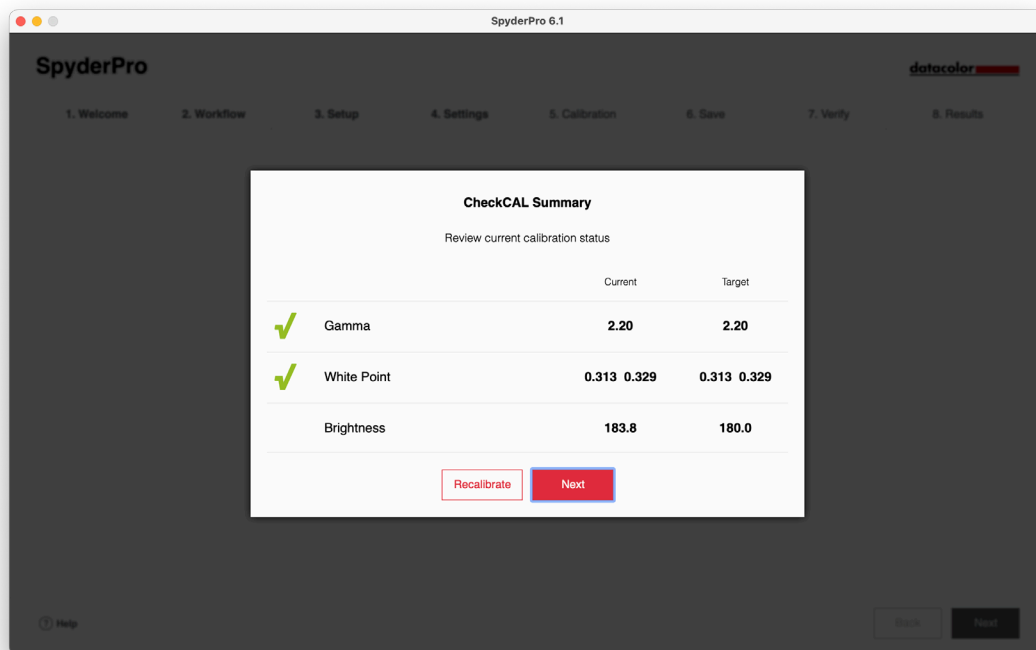 SpyderPro 6.1
SpyderPro
datacolor
1. Welcome 2. Workflow 3. Setup 4. Settings 5. Calibration 6. Save 7. Verify 8. Results
CheckCAL Summary
Review current calibration status
Current Target
Gamma 2.20 2.20
White Point 0.313 0.329 0.313 0.329
Brightness 183.8 180.0
Recalibrate Next
? Help Back Next